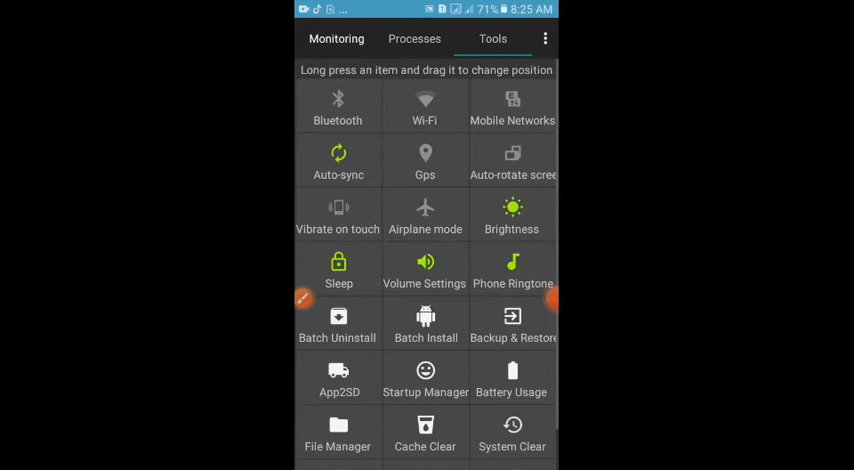 ... 1 71% 8:25 AM
Monitoring Processes Tools
Long press an item and drag it to change position
Bluetooth Wi-Fi Mobile Networks
Auto-sync Gps Auto-rotate scree
Vibrate on touch Airplane mode Brightness
Sleep Volume Settings Phone Ringtone
Batch Uninstall Batch Install Backup & Restore
App2SD Startup Manager Battery Usage
File Manager Cache Clear System Clear